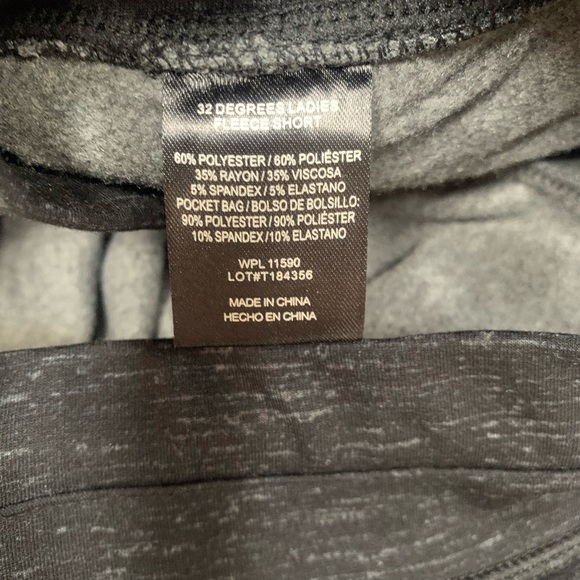 32 DEGREES LADIES
FLEECE SHORT
60% POLYESTER / 60% POLIÉSTER
35% RAYON / 35% VISCOSA
5% SPANDEX / 5% ELASTANO
POCKET BAG / BOLSO DE BOLSILLO:
90% POLYESTER / 90% POLIÉSTER
10% SPANDEX / 10% ELASTANO
WPL 11590
LOT#T184356
MADE IN CHINA
HECHO EN CHINA